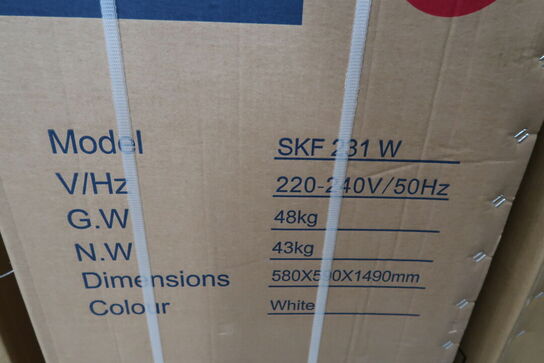 Model SKF 231 W
V/Hz 220-240V/50Hz
G.W 48kg
N.W 43kg
Dimensions 580X590X1490mm
Colour White